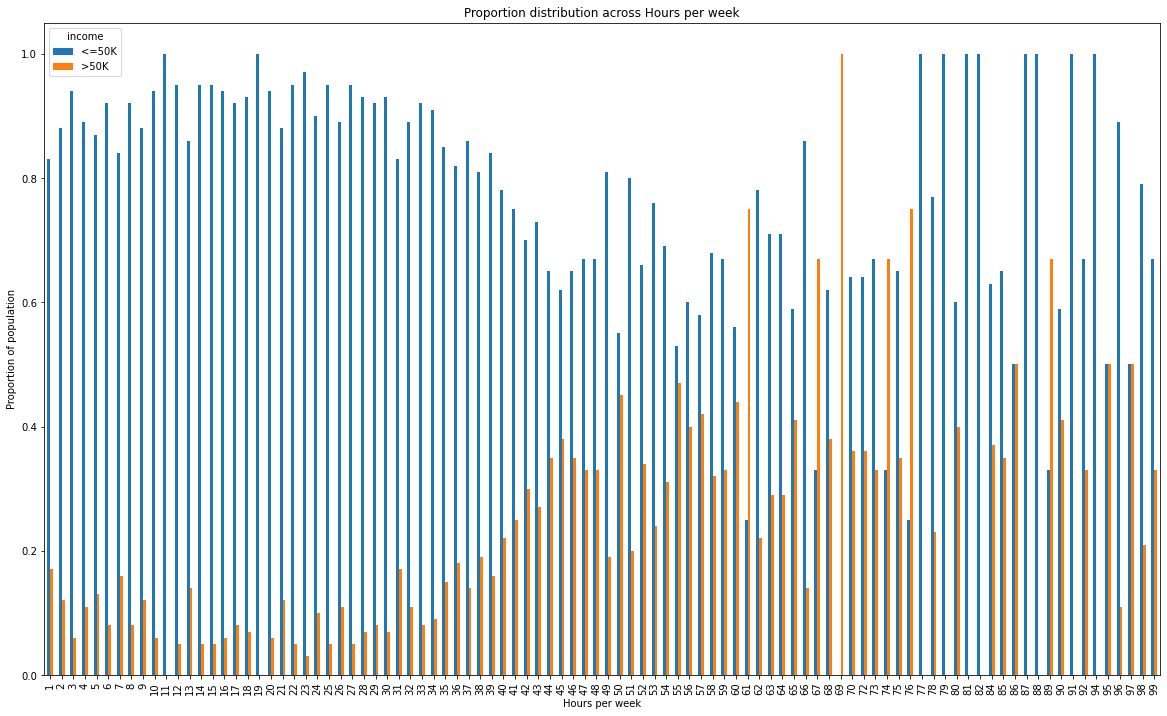 Proportion distribution across Hours per week
income
<=50K
>50K
1.0
0.8
0.6
0.4
0.2
0.0
Proportion of population
1 2 3 4 5 6 7 8 9 10 11 12 13 14 15 16 17 18 19 20 21 22 23 24 25 26 27 28 29 30 31 32 33 34 35 36 37 38 39 40 41 42 43 44 45 46 47 48 49 50 51 52 53 54 55 56 57 58 59 60 61 62 63 64 65 66 67 68 69 70 72 73 74 75 76 77 78 79 80 81 82 84 85 86 87 88 89 90 91 92 94 95 96 97 98 99
Hours per week